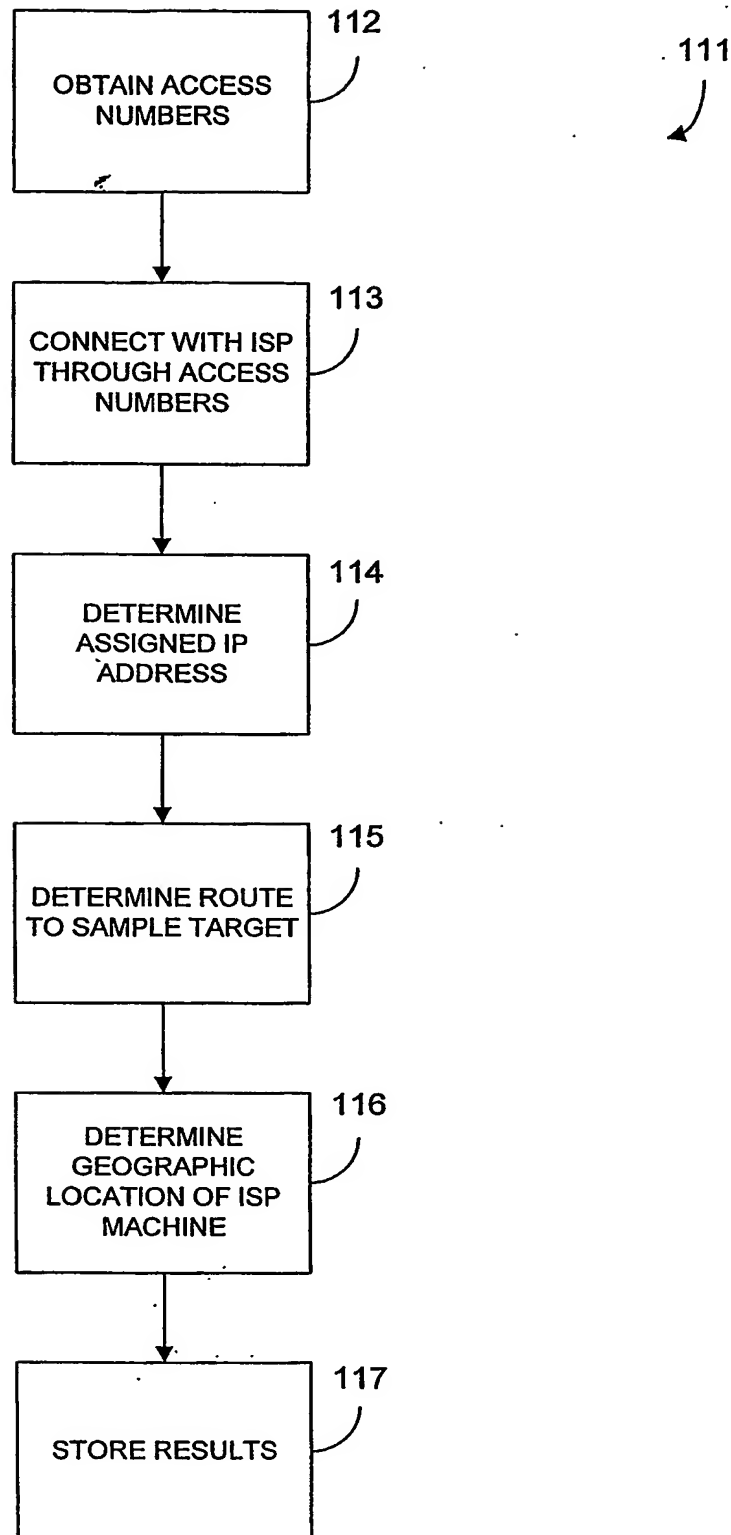 112
111
OBTAIN ACCESS
NUMBERS
113
CONNECT WITH ISP
THROUGH ACCESS
NUMBERS
114
DETERMINE
ASSIGNED IP
ADDRESS
115
DETERMINE ROUTE
TO SAMPLE TARGET
116
DETERMINE
GEOGRAPHIC
LOCATION OF ISP
MACHINE
117
STORE RESULTS